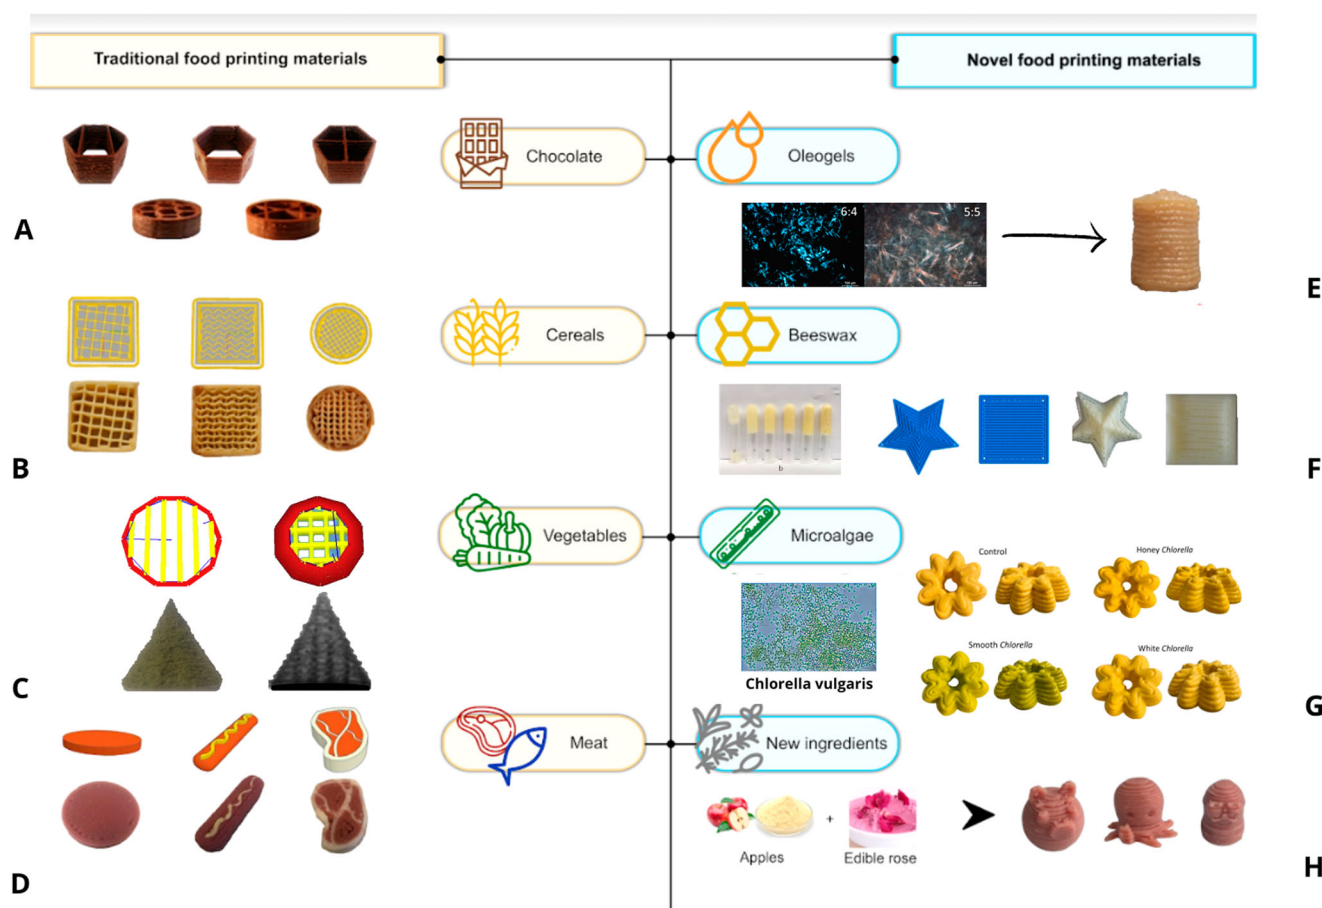 Traditional food printing materials
Novel food printing materials
Chocolate
Oleogels
6:4
5:5
A
E
Cereals
Beeswax
b
B
F
Vegetables
Microalgae
Control
Honey Chlorella
Smooth Chlorella
White Chlorella
Chlorella vulgaris
C
G
Meat
New ingredients
+
Apples
Edible rose
D
H